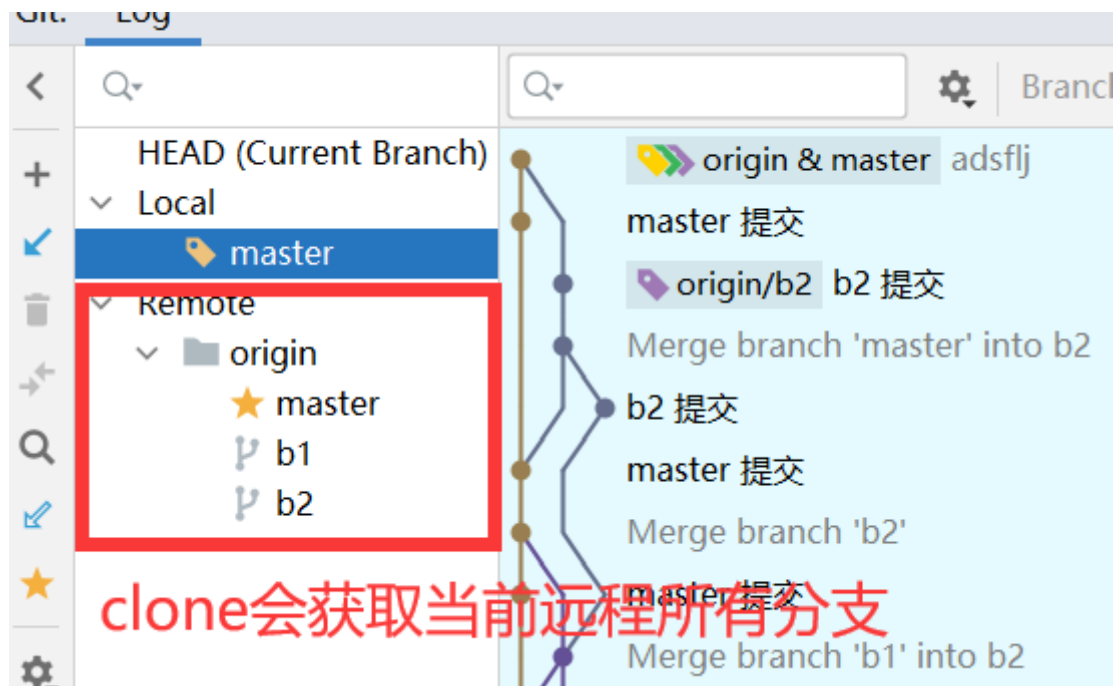 Git: Log
Branch
HEAD (Current Branch)
Local
master
Remote
origin
master
b1
b2
origin & master adsflj
master 提交
origin/b2 b2 提交
Merge branch 'master' into b2
b2 提交
master 提交
Merge branch 'b2'
master 提交
Merge branch 'b1' into b2
clone会获取当前远程所有分支